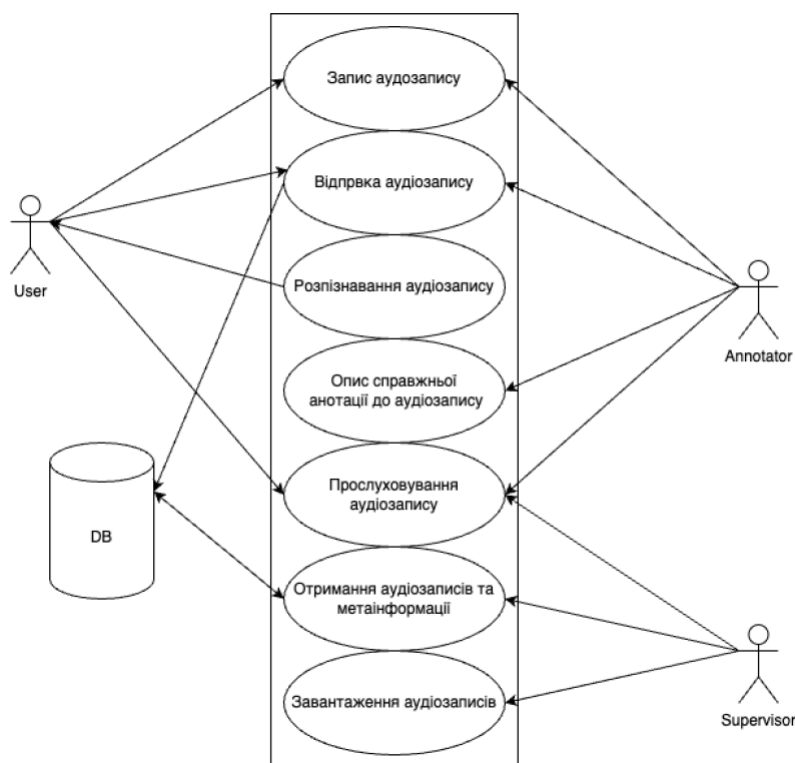 Запис аудозапису
Відпрвка аудіозапису
User
Розпізнавання аудіозапису
Annotator
Опис справжньої
анотації до аудіозапису
Прослуховування
аудіозапису
DB
Отримання аудіозаписів та
метаінформації
Завантаження аудіозаписів
Supervisor